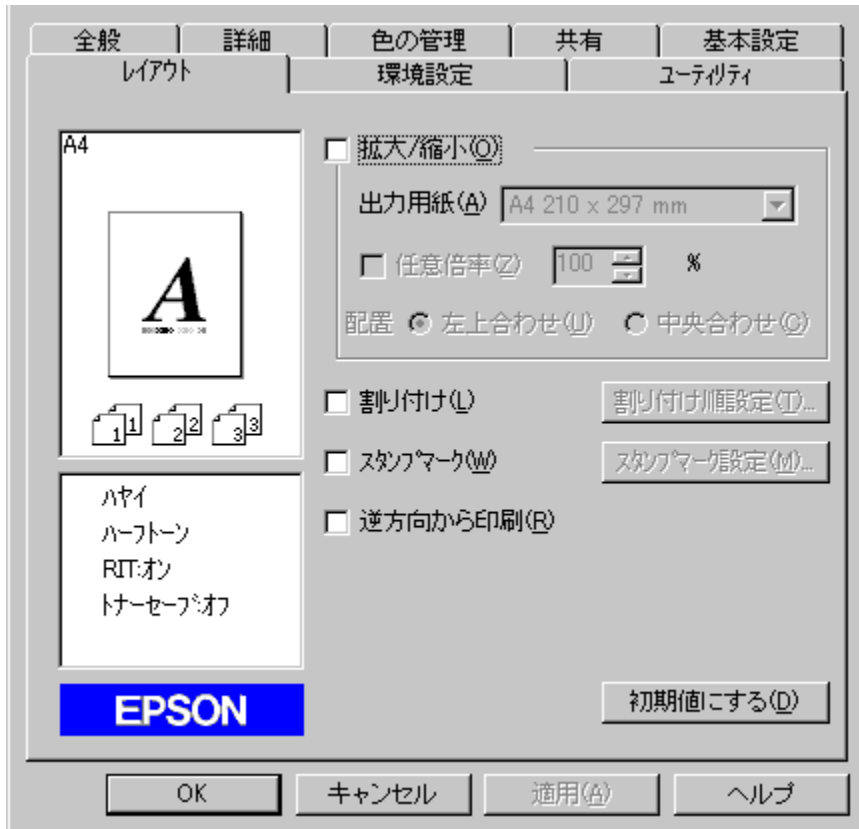 全般 詳細 色の管理 共有 基本設定
ﾚｲｱｳﾄ 環境設定 ﾕｰﾃｨﾘﾃｨ
A4
A
1 1 2 2 3 3
拡大/縮小(O)
出力用紙(A) A4 210 x 297 mm
任意倍率(Z) 100 %
配置 左上合わせ(U) 中央合わせ(C)
割り付け(L) 割り付け順設定(T)...
ｽﾀﾝﾌﾟﾏｰｸ(W) ｽﾀﾝﾌﾟﾏｰｸ設定(M)...
逆方向から印刷(R)
ﾊﾔｲ
ﾊｰﾌﾄｰﾝ
RIT:ｵﾝ
ﾄﾅｰｾｰﾌﾞ:ｵﾌ
EPSON
初期値にする(D)
OK キャンセル 適用(A) ヘルプ